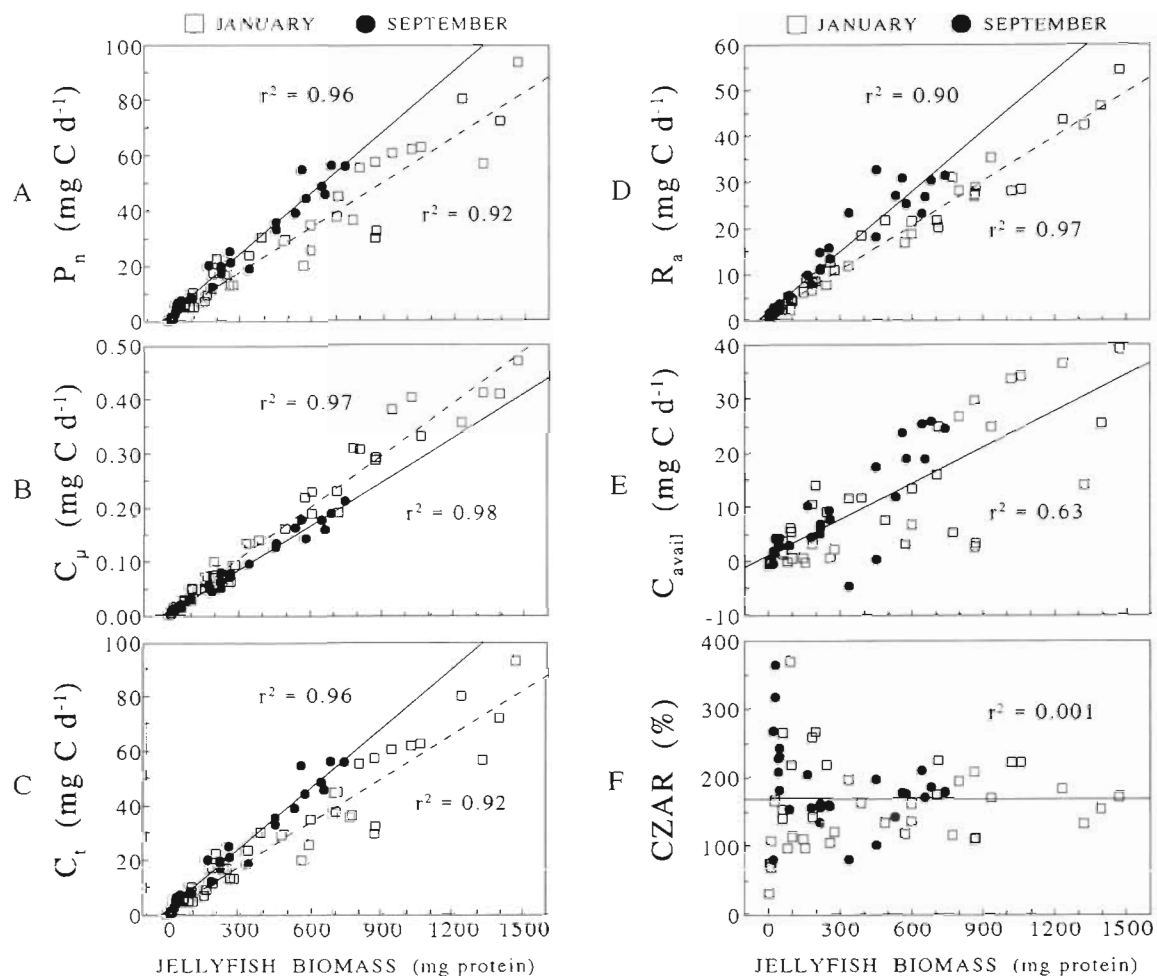 JANUARY SEPTEMBER
A
Pₙ (mg C d⁻¹)
100
80
60
40
20
0
r² = 0.96
r² = 0.92
B
C_μ (mg C d⁻¹)
0.50
0.40
0.30
0.20
0.10
0.00
r² = 0.97
r² = 0.98
C
Cₜ (mg C d⁻¹)
100
80
60
40
20
0
r² = 0.96
r² = 0.92
0 300 600 900 1200 1500
JELLYFISH BIOMASS (mg protein)
JANUARY SEPTEMBER
D
Rₐ (mg C d⁻¹)
60
50
40
30
20
10
0
r² = 0.90
r² = 0.97
E
C_avail (mg C d⁻¹)
40
30
20
10
0
-10
r² = 0.63
F
CZAR (%)
400
300
200
100
0
r² = 0.001
0 300 600 900 1200 1500
JELLYFISH BIOMASS (mg protein)